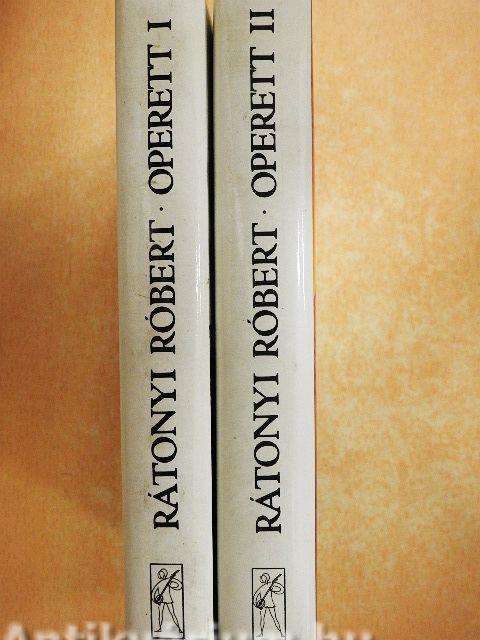 RÁTONYI RÓBERT · OPERETT I
RÁTONYI RÓBERT · OPERETT II